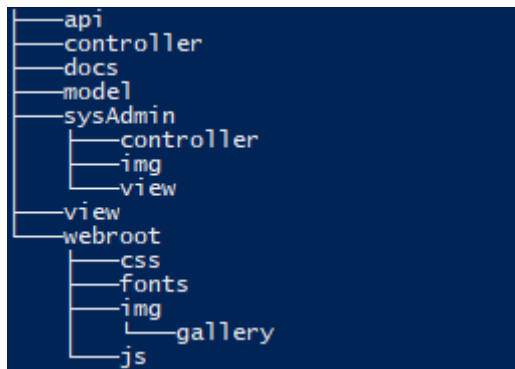 api
controller
docs
model
sysAdmin
controller
img
view
view
webroot
css
fonts
img
gallery
js